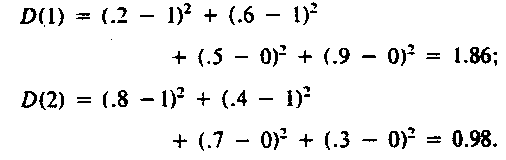 D(1) = (.2 − 1)² + (.6 − 1)²
+ (.5 − 0)² + (.9 − 0)² = 1.86;
D(2) = (.8 − 1)² + (.4 − 1)²
+ (.7 − 0)² + (.3 − 0)² = 0.98.